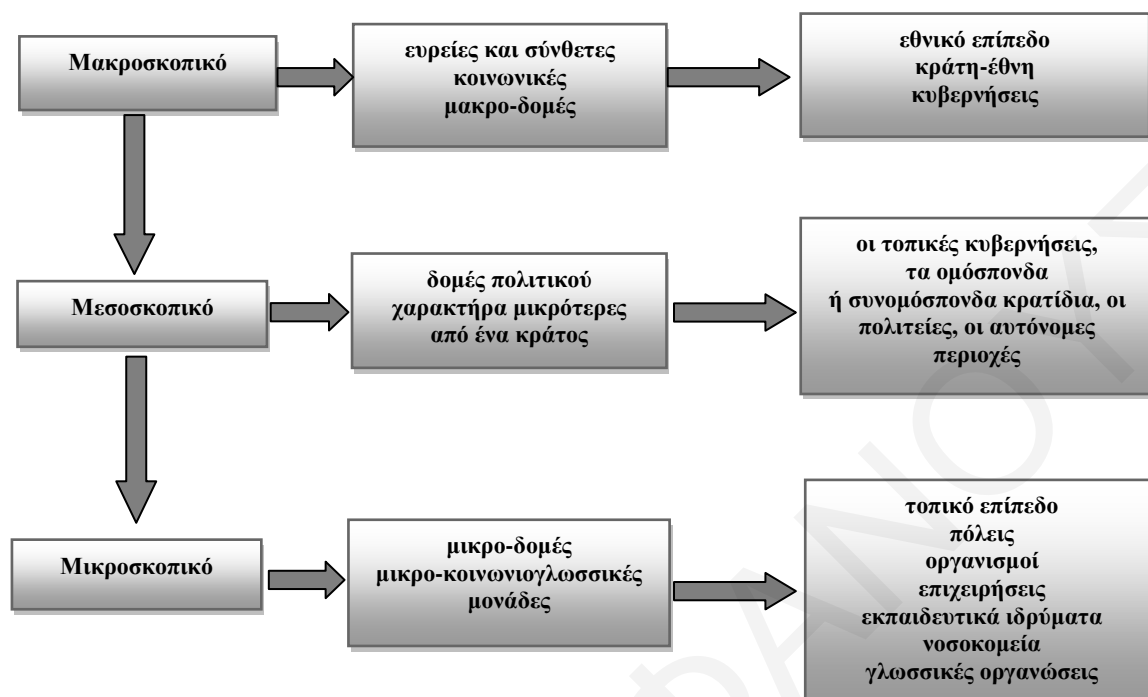 Μακροσκοπικό
ευρείες και σύνθετες
κοινωνικές
μακρο-δομές
εθνικό επίπεδο
κράτη-έθνη
κυβερνήσεις
Μεσοσκοπικό
δομές πολιτικού
χαρακτήρα μικρότερες
από ένα κράτος
οι τοπικές κυβερνήσεις,
τα ομόσπονδα
ή συνομόσπονδα κρατίδια, οι
πολιτείες, οι αυτόνομες
περιοχές
Μικροσκοπικό
μικρο-δομές
μικρο-κοινωνιογλωσσικές
μονάδες
τοπικό επίπεδο
πόλεις
οργανισμοί
επιχειρήσεις
εκπαιδευτικά ιδρύματα
νοσοκομεία
γλωσσικές οργανώσεις